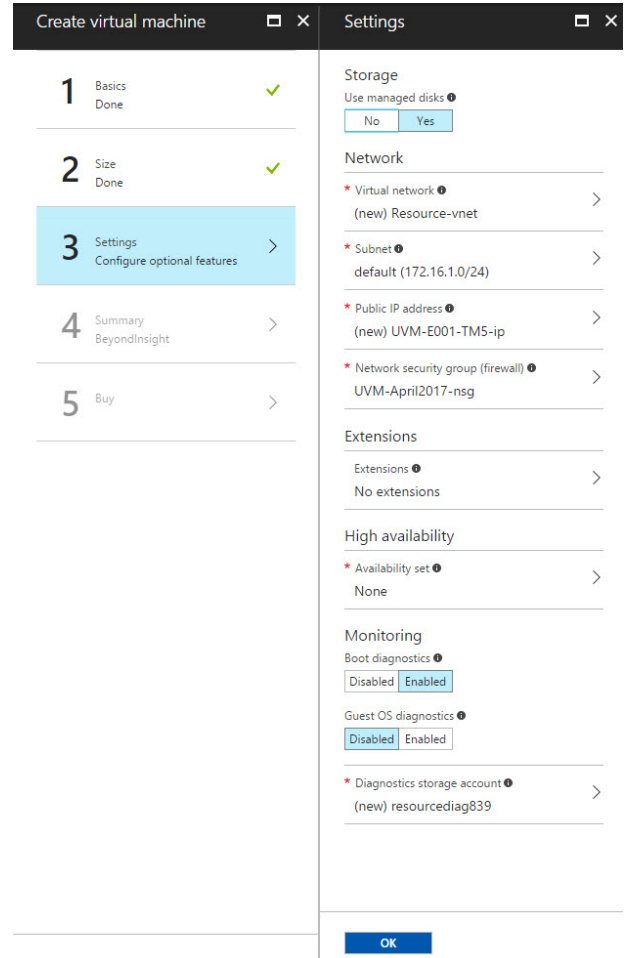 Create virtual machine
1
Basics
Done
2
Size
Done
3
Settings
Configure optional features
4
Summary
BeyondInsight
5
Buy
Settings
Storage
Use managed disks
No Yes
Network
* Virtual network
(new) Resource-vnet
* Subnet
default (172.16.1.0/24)
* Public IP address
(new) UVM-E001-TM5-ip
* Network security group (firewall)
UVM-April2017-nsg
Extensions
Extensions
No extensions
High availability
* Availability set
None
Monitoring
Boot diagnostics
Disabled Enabled
Guest OS diagnostics
Disabled Enabled
* Diagnostics storage account
(new) resourcediag839
OK